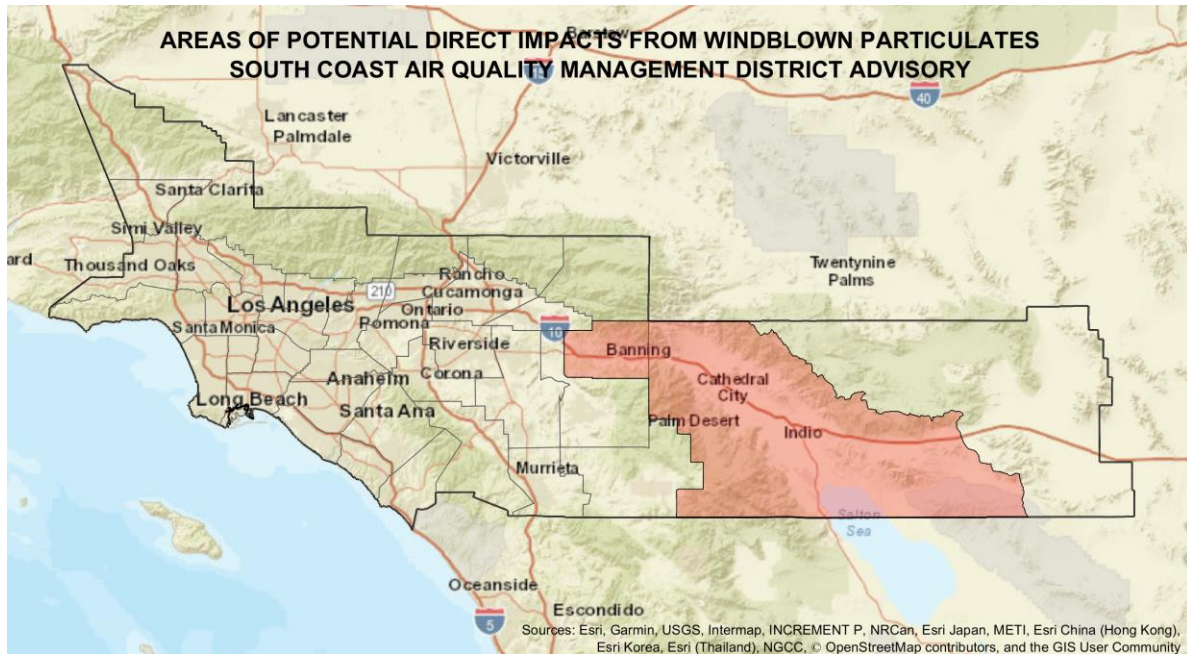 AREAS OF POTENTIAL DIRECT IMPACTS FROM WINDBLOWN PARTICULATES
SOUTH COAST AIR QUALITY MANAGEMENT DISTRICT ADVISORY
Barstow
15
40
Lancaster
Palmdale
Victorville
Santa Clarita
Simi Valley
ard
Thousand Oaks
Twentynine
Palms
Rancho
Cucamonga
210
Los Angeles
Ontario
Pomona
Santa Monica
10
Riverside
Banning
Anaheim
Corona
Cathedral
City
Long Beach
Santa Ana
Palm Desert
Indio
Murrieta
Salton
Sea
Oceanside
Escondido
5
Sources: Esri, Garmin, USGS, Intermap, INCREMENT P, NRCan, Esri Japan, METI, Esri China (Hong Kong),
Esri Korea, Esri (Thailand), NGCC, © OpenStreetMap contributors, and the GIS User Community